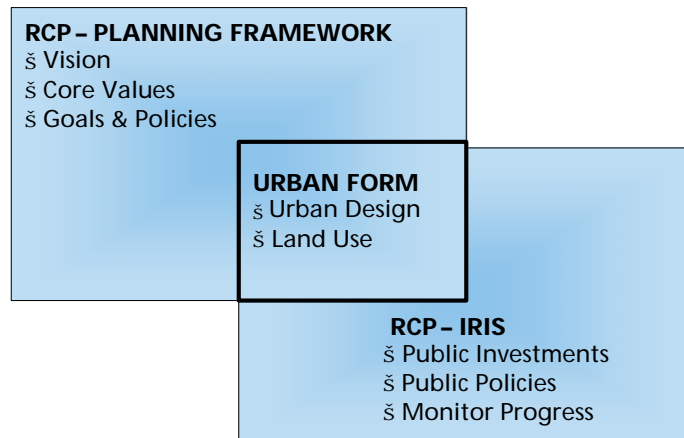 RCP – PLANNING FRAMEWORK
š Vision
š Core Values
š Goals & Policies
URBAN FORM
š Urban Design
š Land Use
RCP – IRIS
š Public Investments
š Public Policies
š Monitor Progress